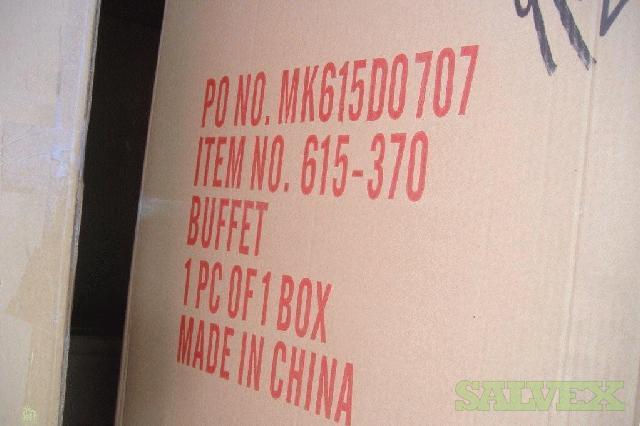 PO NO. MK615D0707
ITEM NO. 615-370
BUFFET
1 PC OF 1 BOX
MADE IN CHINA
SALVEX